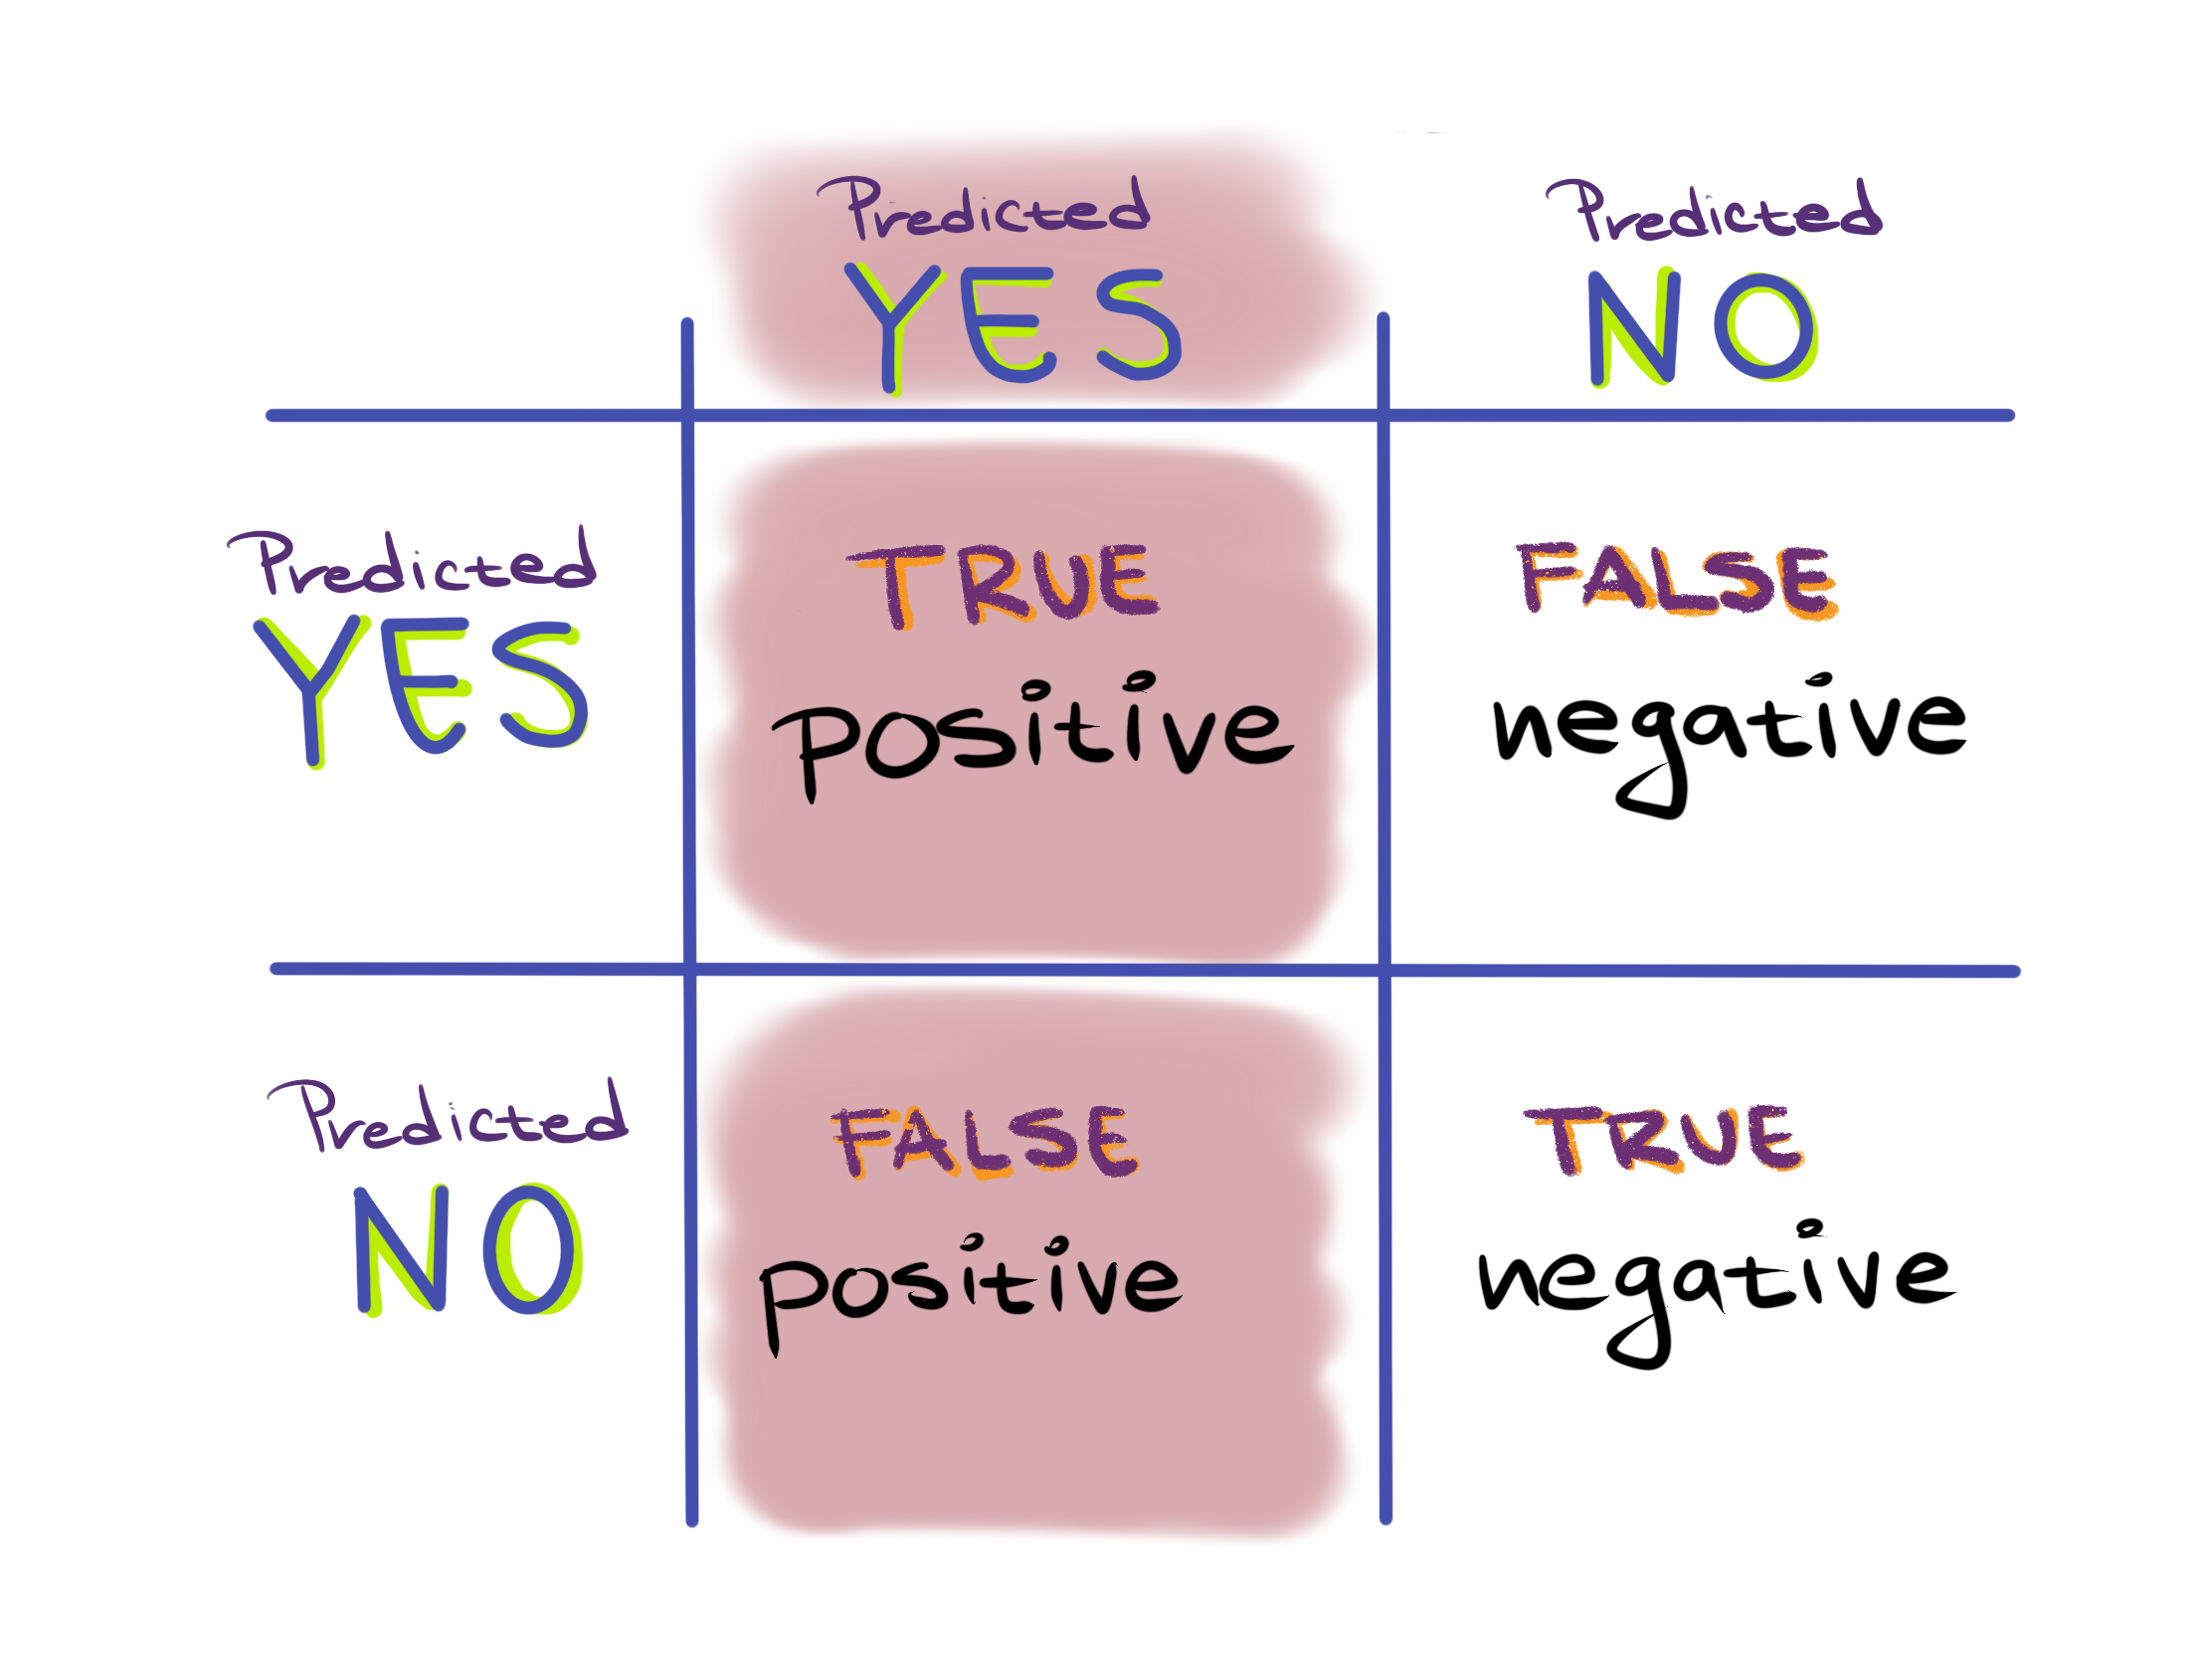 Predicted
YES
Predicted
NO
Predicted
YES
TRUE
positive
FALSE
negative
Predicted
NO
FALSE
positive
TRUE
negative